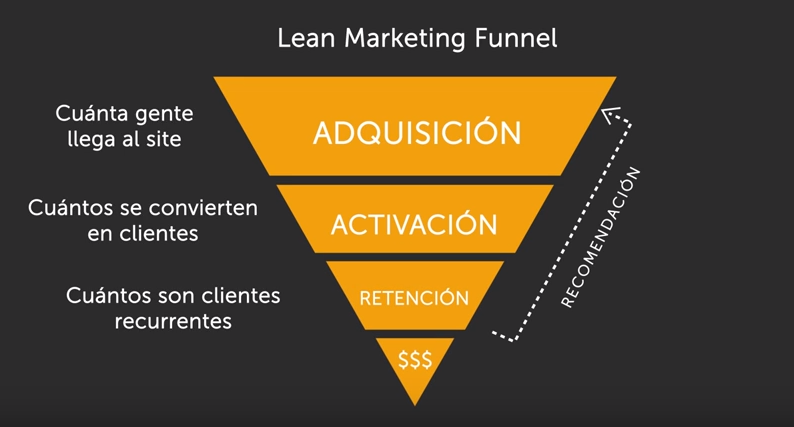 Lean Marketing Funnel
Cuánta gente
llega al site
ADQUISICIÓN
Cuántos se convierten
en clientes
ACTIVACIÓN
Cuántos son clientes
recurrentes
RETENCIÓN
$$$
RECOMENDACIÓN